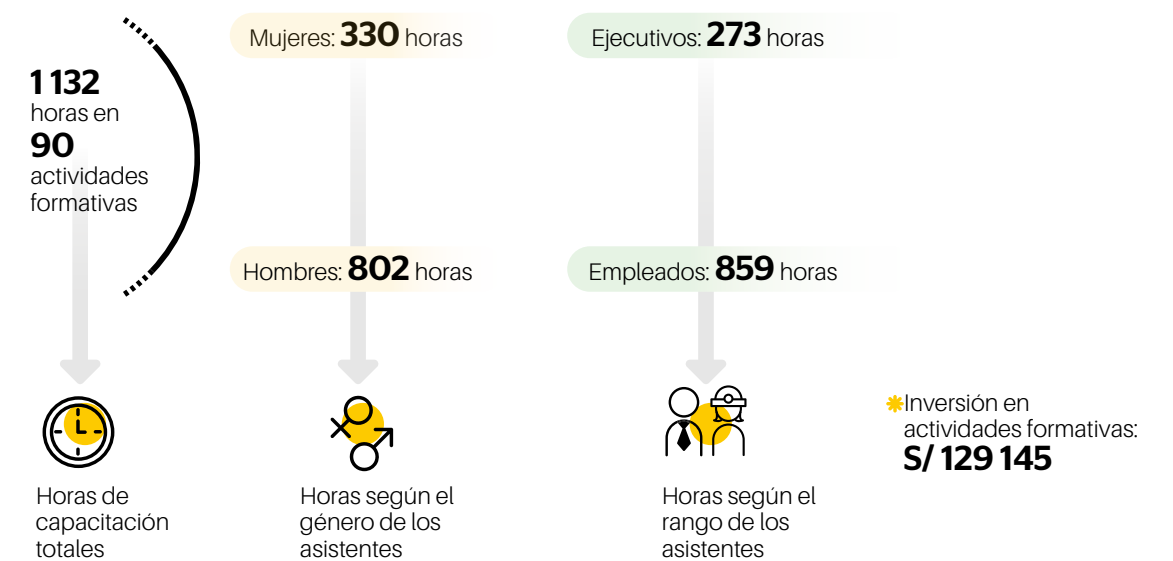 1 132
horas en
90
actividades
formativas
Horas de
capacitación
totales
Mujeres: 330 horas
Hombres: 802 horas
Horas según el
género de los
asistentes
Ejecutivos: 273 horas
Empleados: 859 horas
Horas según el
rango de los
asistentes
Inversión en
actividades formativas:
S/ 129 145